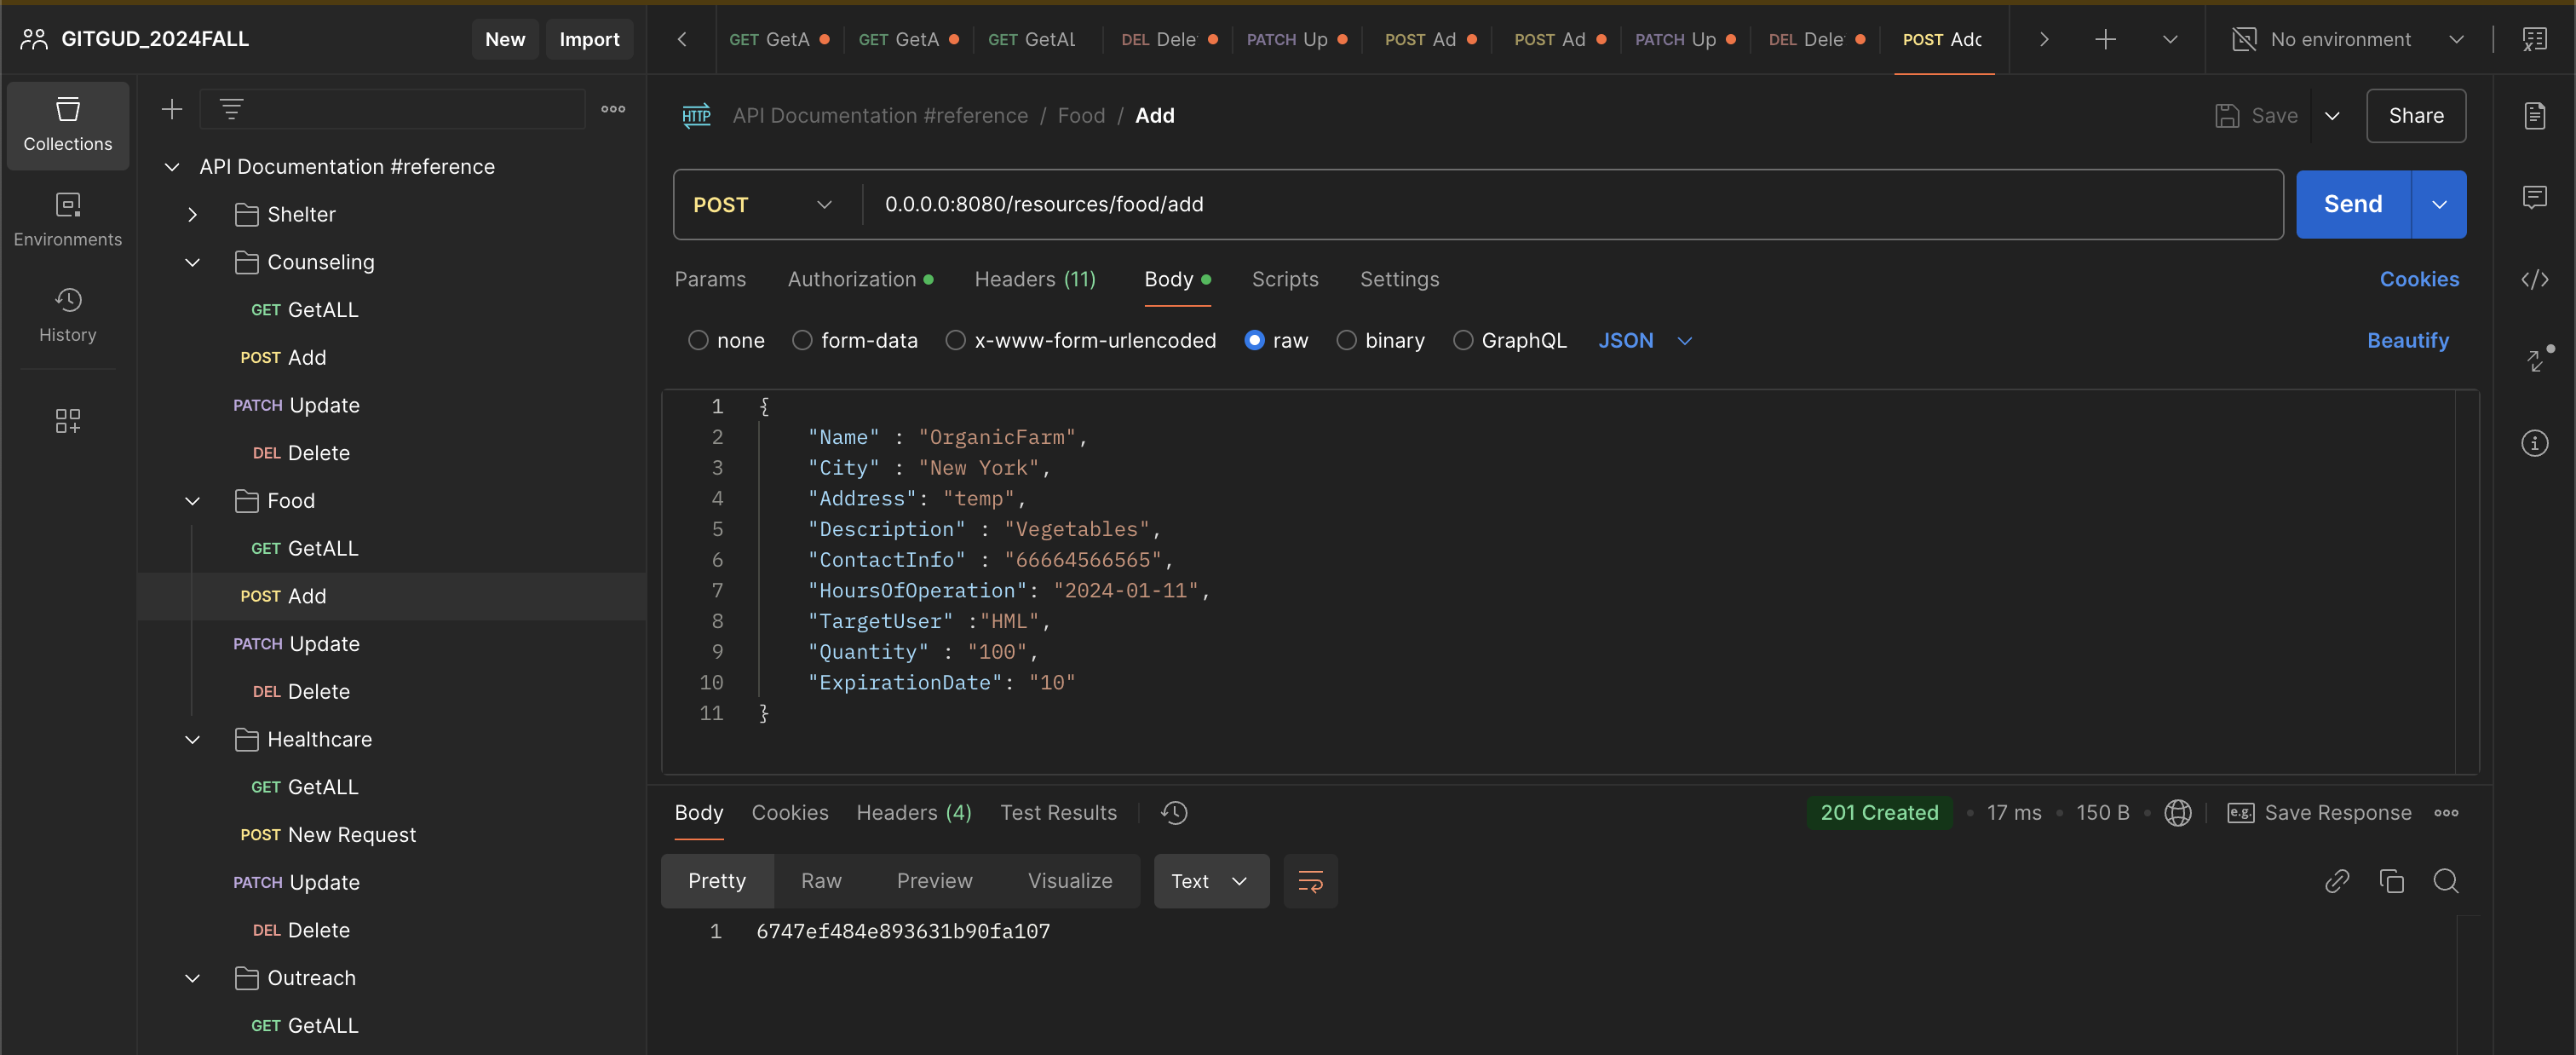 GITGUD_2024FALL
New
Import
GET GetA
GET GetA
GET GetAL
DEL Dele
PATCH Up
POST Ad
POST Ad
PATCH Up
DEL Dele
POST Add
No environment
Collections
Environments
History
API Documentation #reference
Shelter
Counseling
GET GetALL
POST Add
PATCH Update
DEL Delete
Food
GET GetALL
POST Add
PATCH Update
DEL Delete
Healthcare
GET GetALL
POST New Request
PATCH Update
DEL Delete
Outreach
GET GetALL
HTTP API Documentation #reference / Food / Add
Save
Share
POST 0.0.0.0:8080/resources/food/add
Send
Params Authorization Headers (11) Body Scripts Settings Cookies
none form-data x-www-form-urlencoded raw binary GraphQL JSON Beautify
1 {
2 "Name" : "OrganicFarm",
3 "City" : "New York",
4 "Address": "temp",
5 "Description" : "Vegetables",
6 "ContactInfo" : "66664566565",
7 "HoursOfOperation": "2024-01-11",
8 "TargetUser" :"HML",
9 "Quantity" : "100",
10 "ExpirationDate": "10"
11 }
Body Cookies Headers (4) Test Results 201 Created • 17 ms • 150 B • e.g. Save Response
Pretty Raw Preview Visualize Text
1 6747ef484e893631b90fa107